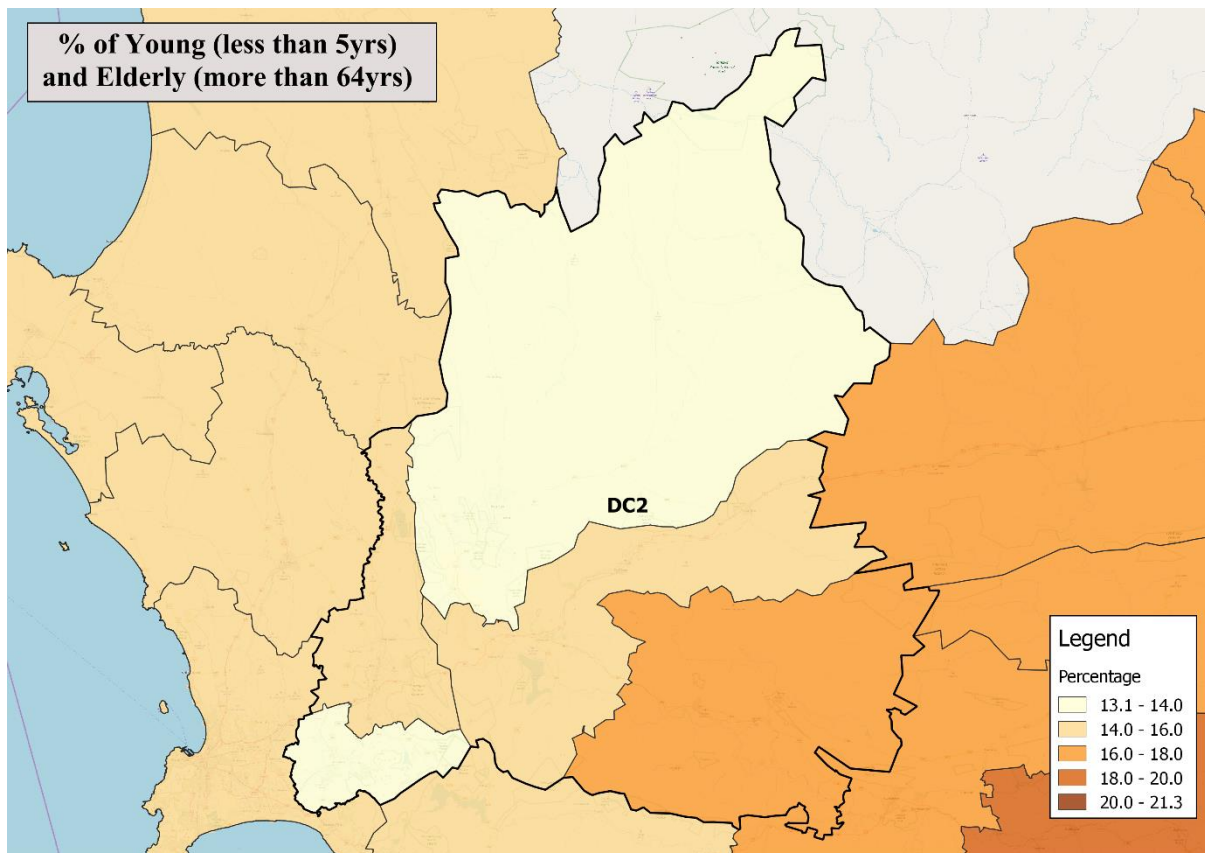 % of Young (less than 5yrs)
and Elderly (more than 64yrs)
DC2
Legend
Percentage
13.1 - 14.0
14.0 - 16.0
16.0 - 18.0
18.0 - 20.0
20.0 - 21.3